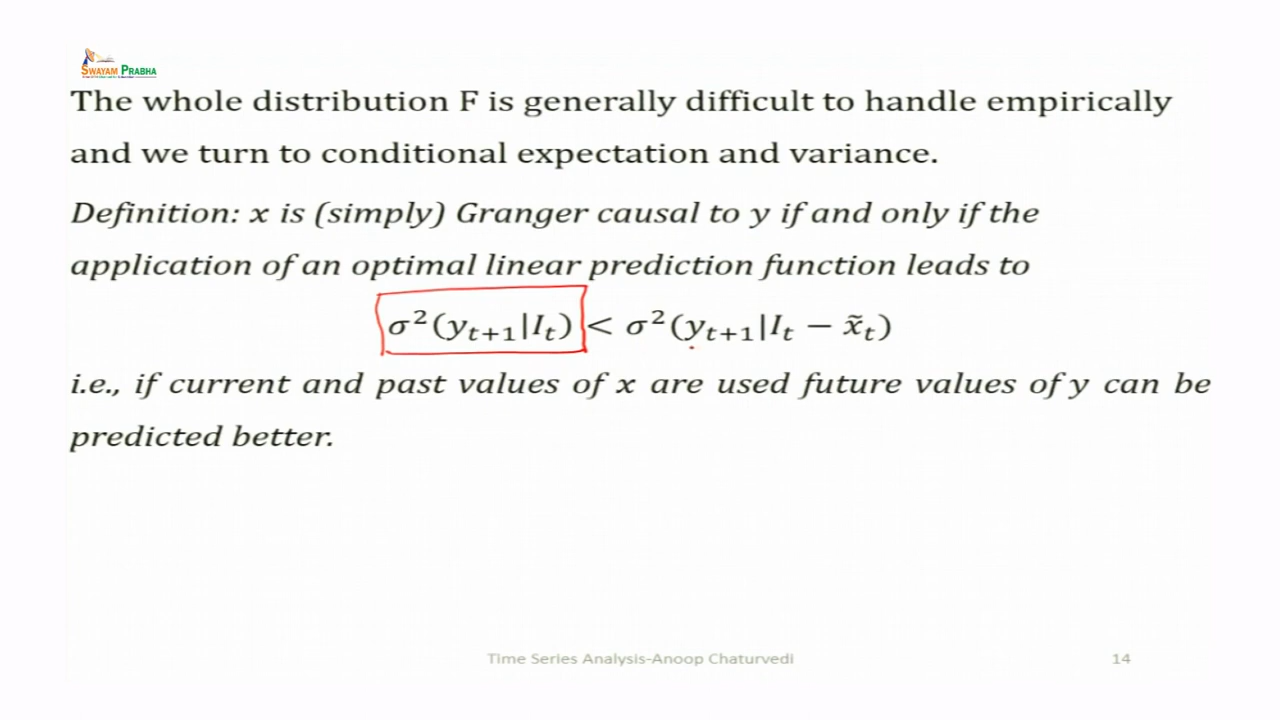 SWAYAM PRABHA
The whole distribution F is generally difficult to handle empirically
and we turn to conditional expectation and variance.
Definition: x is (simply) Granger causal to y if and only if the
application of an optimal linear prediction function leads to
σ²(yₜ₊₁|Iₜ) < σ²(yₜ₊₁|Iₜ − x̃ₜ)
i.e., if current and past values of x are used future values of y can be
predicted better.
Time Series Analysis-Anoop Chaturvedi
14